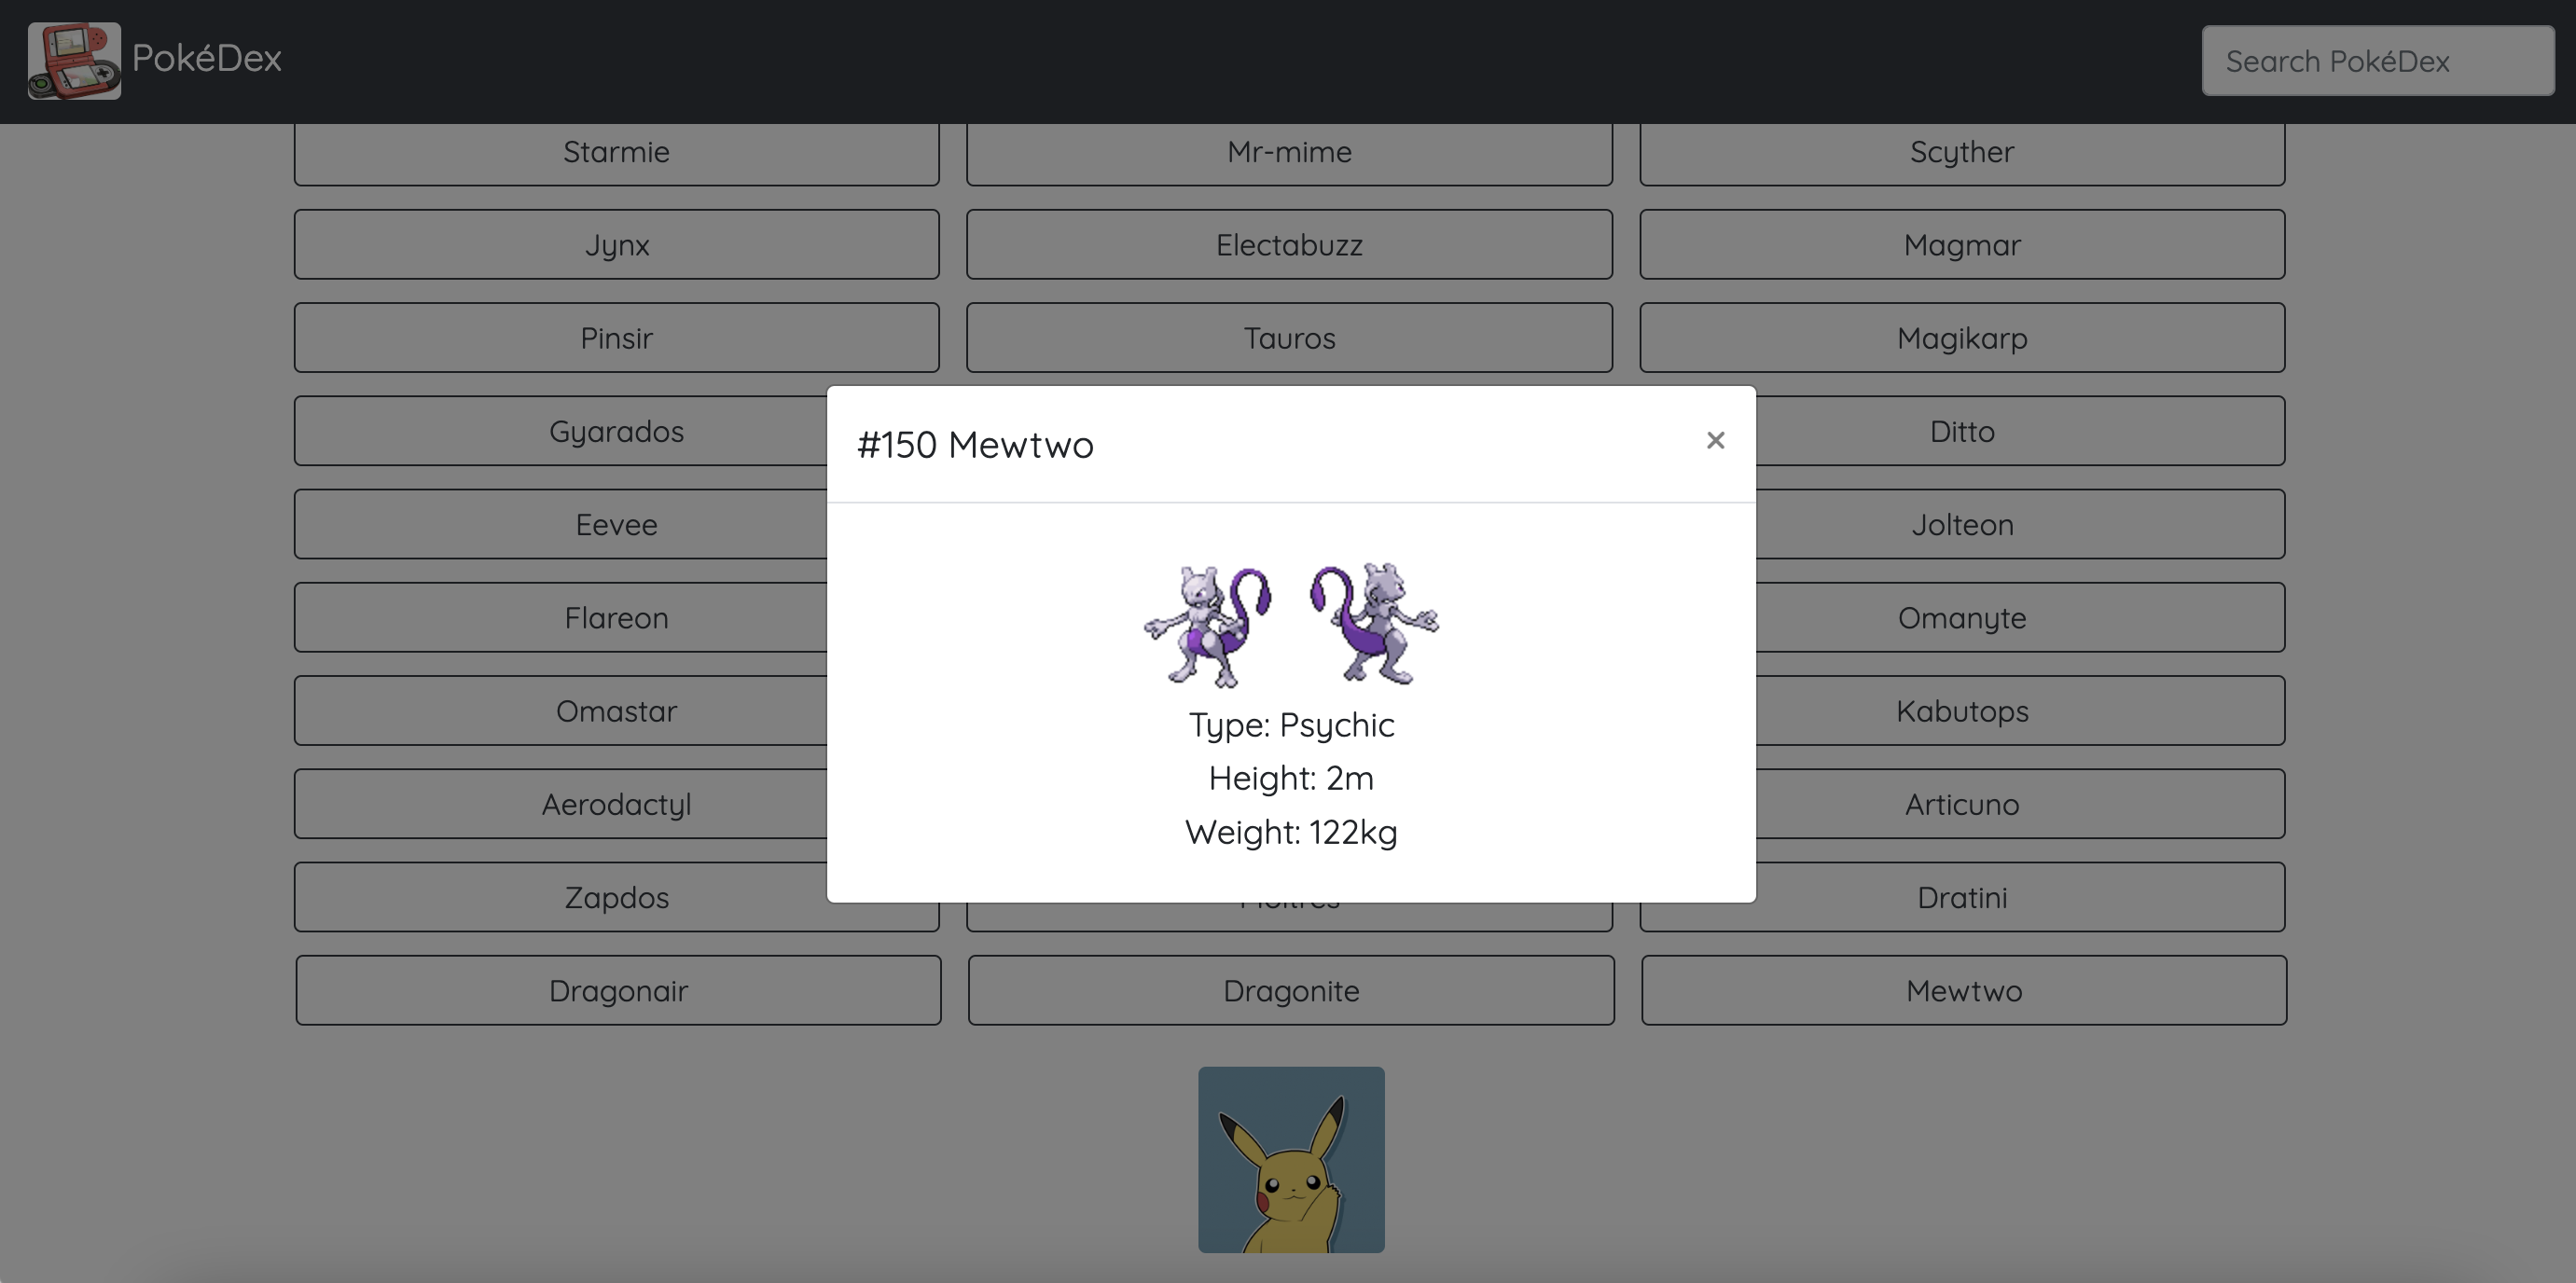 PokéDex
Search PokéDex
Starmie Mr-mime Scyther
Jynx Electabuzz Magmar
Pinsir Tauros Magikarp
Gyarados Ditto
Eevee Jolteon
Flareon Omanyte
Omastar Kabutops
Aerodactyl Articuno
Zapdos Dratini
Dragonair Dragonite Mewtwo
#150 Mewtwo ×
Type: Psychic
Height: 2m
Weight: 122kg